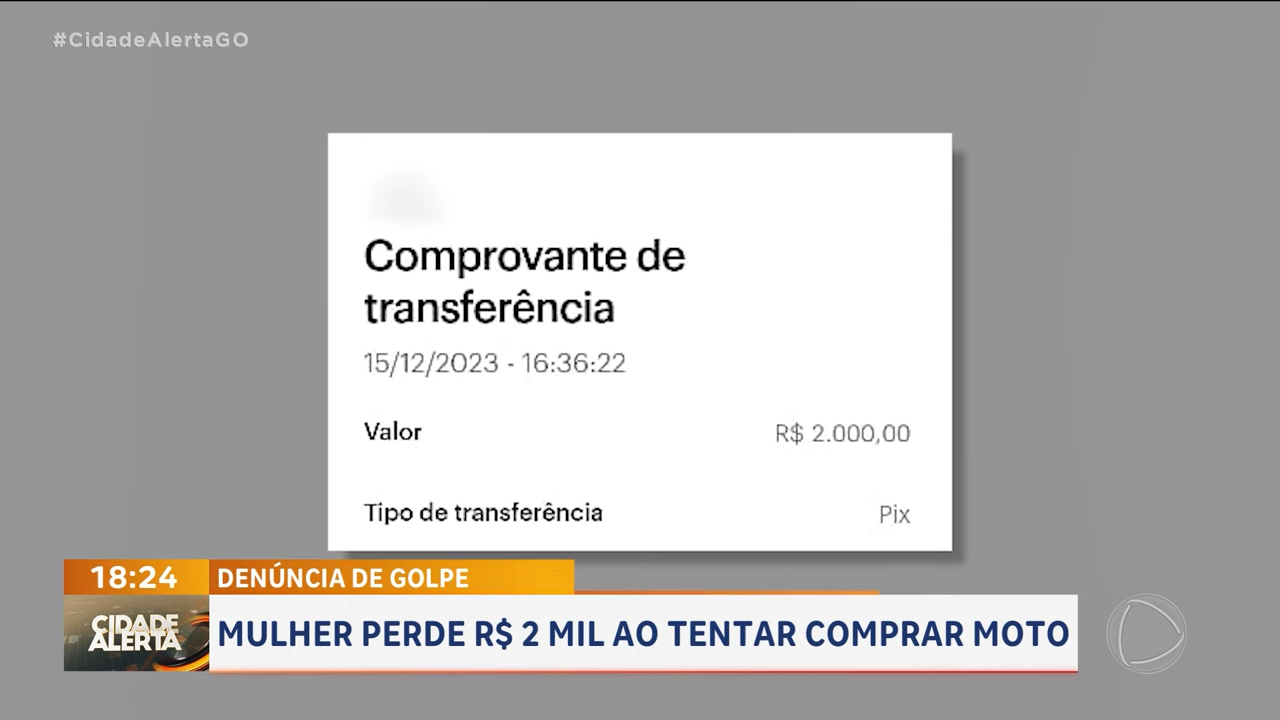 #CidadeAlertaGO
Comprovante de
transferência
15/12/2023 - 16:36:22
Valor
R$ 2.000,00
Tipo de transferência
Pix
18:24
DENÚNCIA DE GOLPE
CIDADE
ALERTA
MULHER PERDE R$ 2 MIL AO TENTAR COMPRAR MOTO